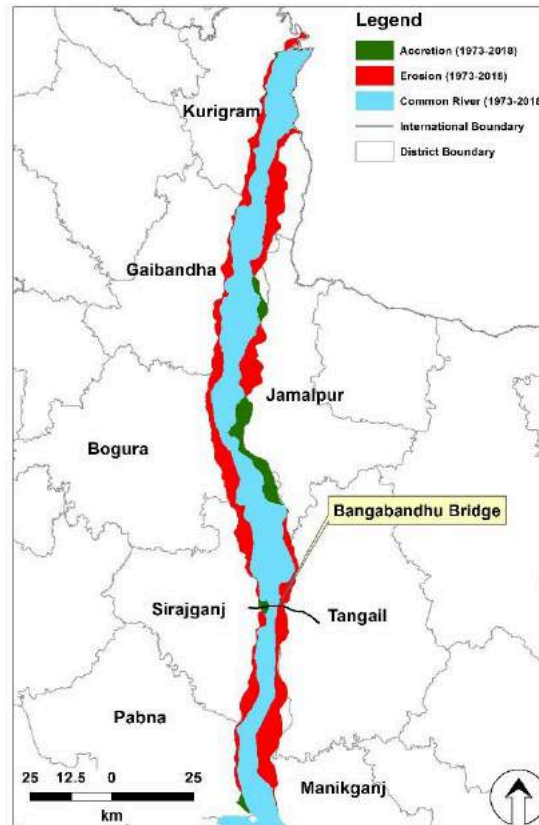 Legend
Accretion (1973-2018)
Erosion (1973-2018)
Common River (1973-2018
International Boundary
District Boundary
Kurigram
Gaibandha
Jamalpur
Bogura
Bangabandhu Bridge
Sirajganj
Tangail
Pabna
Manikganj
25 12.5 0 25
km